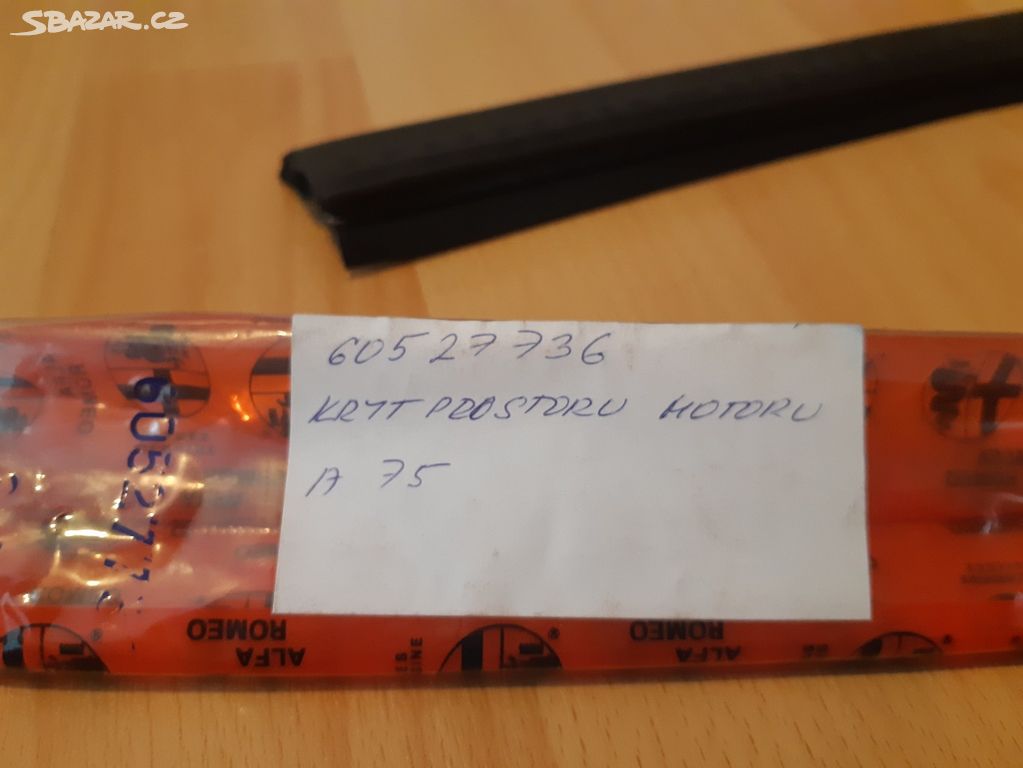 SBAZAR.CZ
60527736
KRYT PROSTORU MOTORU
A 75
ALFA
ROMEO
ALFA
ROMEO